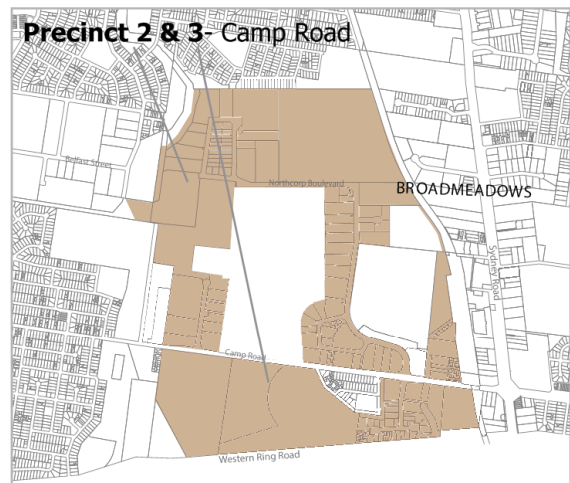 Precinct 2 & 3- Camp Road
Belfast Street
Northcorp Boulevard
BROADMEADOWS
Sydney Road
Camp Road
Western Ring Road